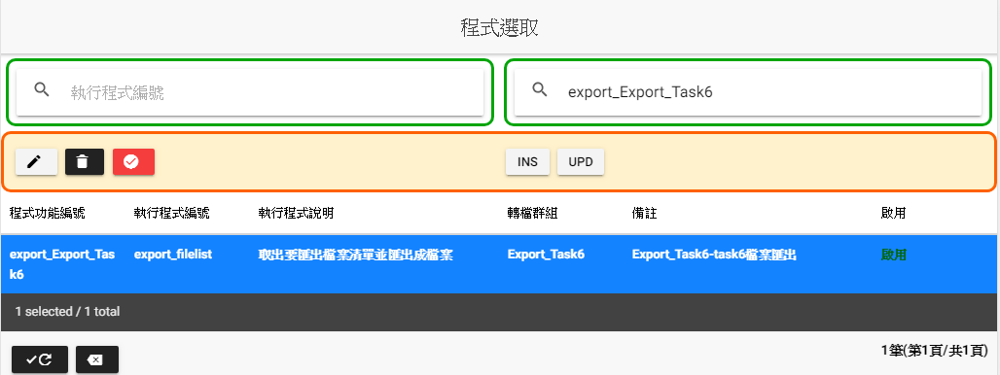 程式選取
執行程式編號
export_Export_Task6
INS UPD
程式功能編號 執行程式編號 執行程式說明 轉檔群組 備註 啟用
export_Export_Tas export_filelist 取出要匯出檔案清單並匯出成檔案 Export_Task6 Export_Task6-task6檔案匯出 啟用
k6
1 selected / 1 total
1筆(第1頁/共1頁)